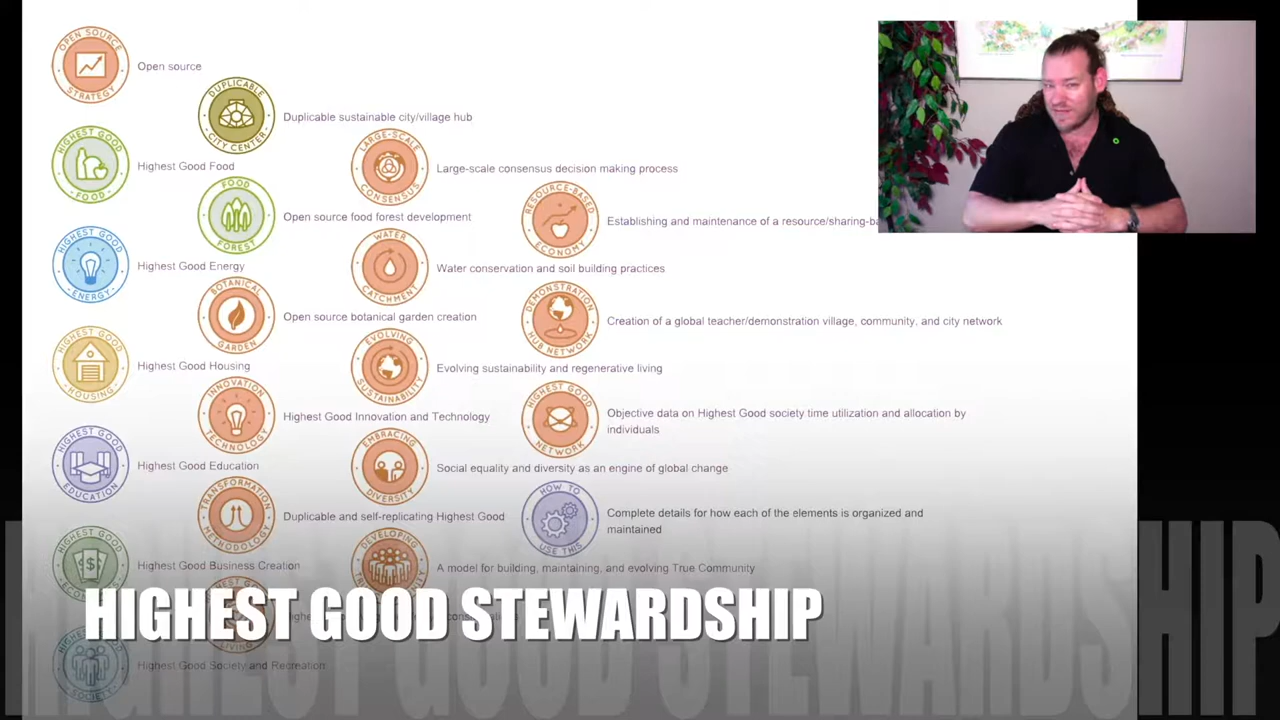 OPEN SOURCE
STRATEGY
Open source
DUPLICABLE
CITY CENTER
Duplicable sustainable city/village hub
HIGHEST GOOD
FOOD
Highest Good Food
LARGE-SCALE
CONSENSUS
Large-scale consensus decision making process
FOOD
FOREST
Open source food forest development
RESOURCE-BASED
ECONOMY
Establishing and maintenance of a resource/sharing-ba
HIGHEST GOOD
ENERGY
Highest Good Energy
WATER
CATCHMENT
Water conservation and soil building practices
BOTANICAL
GARDEN
Open source botanical garden creation
DEMONSTRATION
HUB NETWORK
Creation of a global teacher/demonstration village, community, and city network
HIGHEST GOOD
HOUSING
Highest Good Housing
EVOLVING
SUSTAINABILITY
Evolving sustainability and regenerative living
INNOVATION
TECHNOLOGY
Highest Good Innovation and Technology
HIGHEST GOOD
NETWORK
Objective data on Highest Good society time utilization and allocation by
individuals
HIGHEST GOOD
EDUCATION
Highest Good Education
EMBRACING
DIVERSITY
Social equality and diversity as an engine of global change
TRANSFORMATION
METHODOLOGY
Duplicable and self-replicating Highest Good
HOW TO
USE THIS
Complete details for how each of the elements is organized and
maintained
HIGHEST GOOD
Highest Good Business Creation
DEVELOPING
A model for building, maintaining, and evolving True Community
HIGHEST GOOD STEWARDSHIP
LIVING
SOCIETY
Highest Good Society and Recreation
HIGHEST GOOD STEWARDSHIP